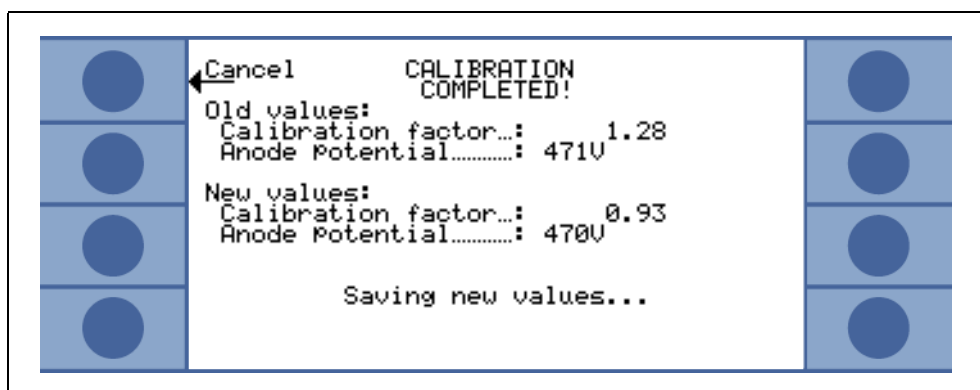 Cancel CALIBRATION
COMPLETED!
Old values:
Calibration factor…: 1.28
Anode Potential…………: 471V
New values:
Calibration factor…: 0.93
Anode Potential…………: 470V
Saving new values...